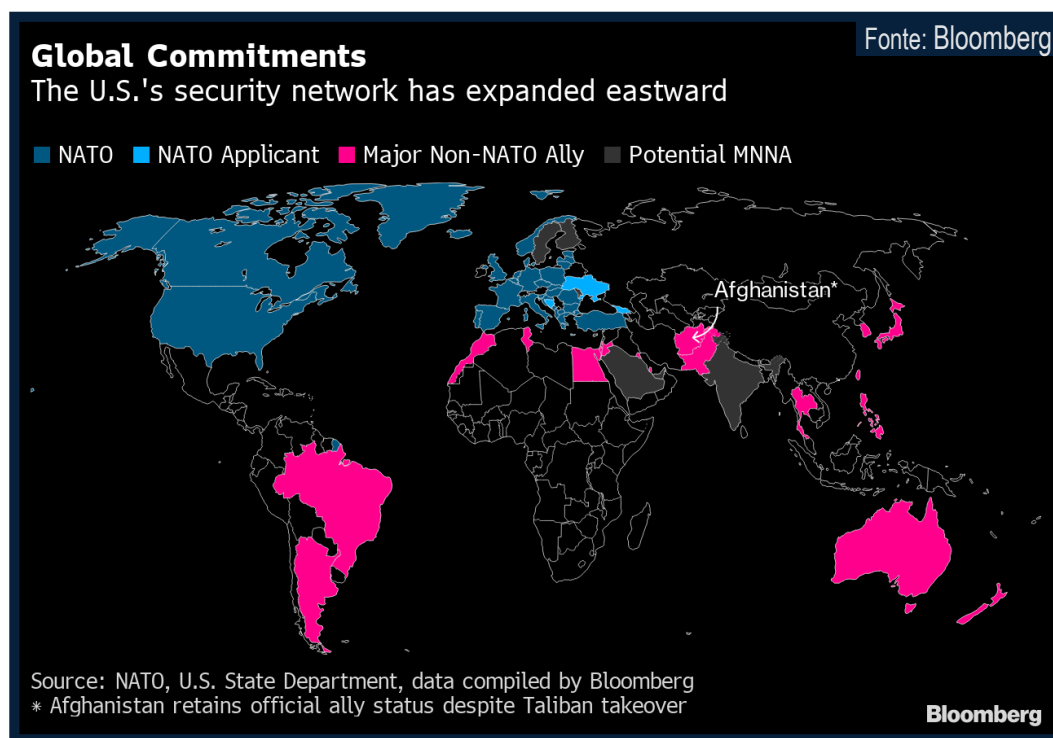 Fonte: Bloomberg
Global Commitments
The U.S.'s security network has expanded eastward
NATO NATO Applicant Major Non-NATO Ally Potential MNNA
Afghanistan*
Source: NATO, U.S. State Department, data compiled by Bloomberg
* Afghanistan retains official ally status despite Taliban takeover
Bloomberg